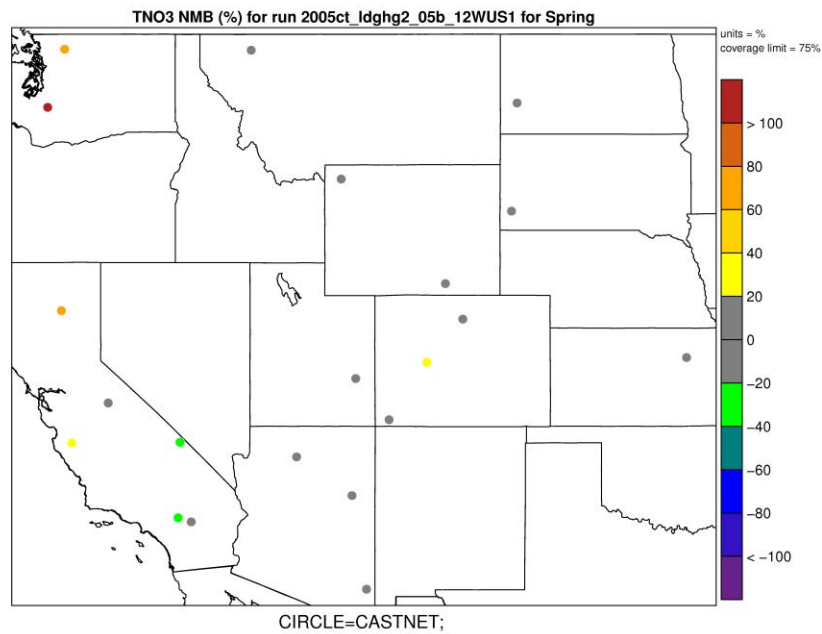 TNO3 NMB (%) for run 2005ct_ldghg2_05b_12WUS1 for Spring
units = %
coverage limit = 75%
> 100
80
60
40
20
0
−20
−40
−60
−80
< −100
CIRCLE=CASTNET;